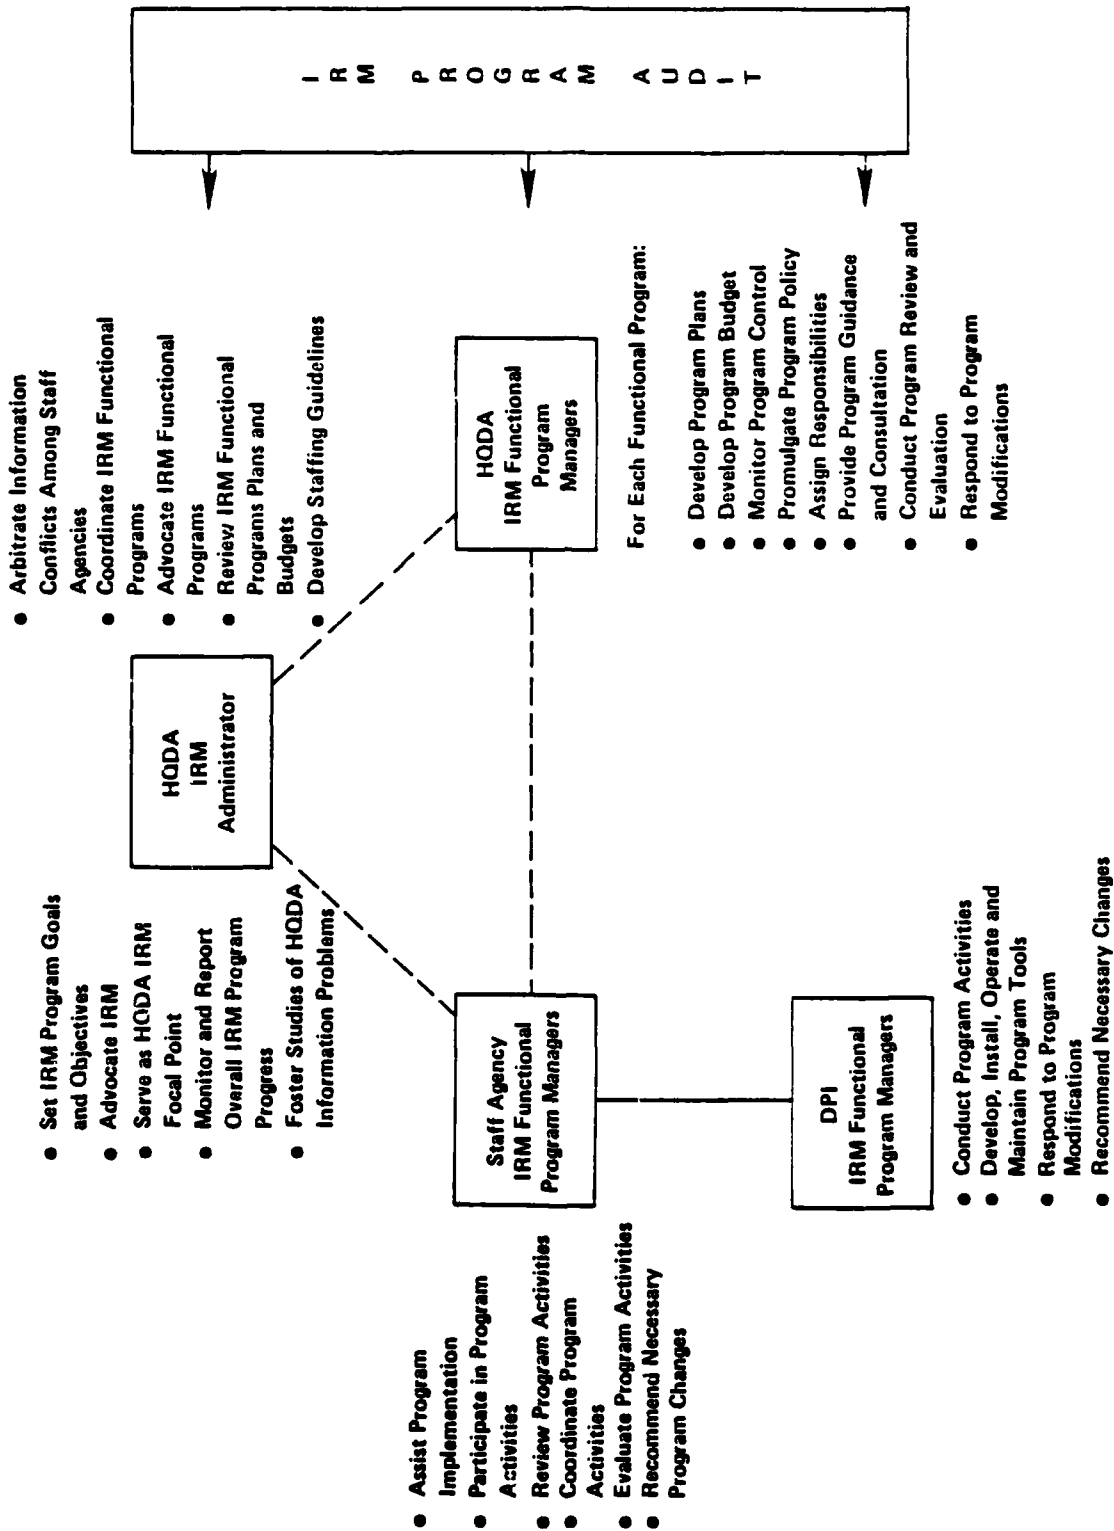 ● Set IRM Program Goals
and Objectives
● Advocate IRM
● Serve as HQDA IRM
Focal Point
● Monitor and Report
Overall IRM Program
Progress
● Foster Studies of HQDA
Information Problems
HQDA
IRM
Administrator
● Arbitrate Information
Conflicts Among Staff
Agencies
● Coordinate IRM Functional
Programs
● Advocate IRM Functional
Programs
● Review IRM Functional
Programs Plans and
Budgets
● Develop Staffing Guidelines
● Assist Program
Implementation
● Participate in Program
Activities
● Review Program Activities
● Coordinate Program
Activities
● Evaluate Program Activities
● Recommend Necessary
Program Changes
Staff Agency
IRM Functional
Program Managers
HQDA
IRM Functional
Program
Managers
For Each Functional Program:
● Develop Program Plans
● Develop Program Budget
● Monitor Program Control
● Promulgate Program Policy
● Assign Responsibilities
● Provide Program Guidance
and Consultation
● Conduct Program Review and
Evaluation
● Respond to Program
Modifications
DPI
IRM Functional
Program Managers
● Conduct Program Activities
● Develop, Install, Operate and
Maintain Program Tools
● Respond to Program
Modifications
● Recommend Necessary Changes
IRM PROGRAM AUDIT